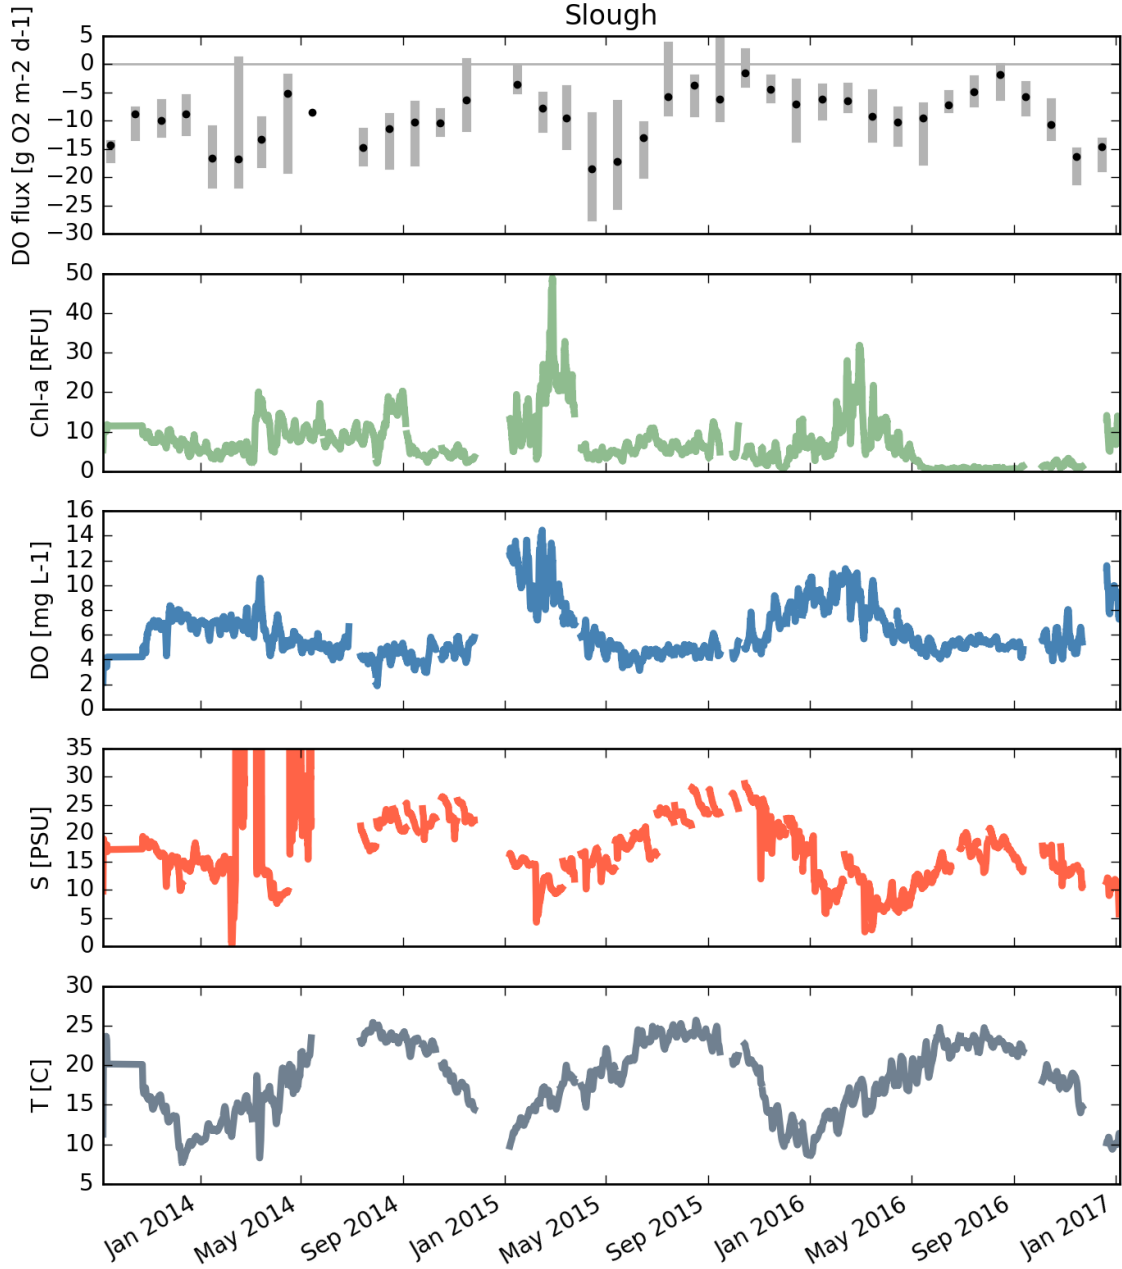 Slough
DO flux [g O2 m-2 d-1]
5
0
−5
−10
−15
−20
−25
−30
Chl-a [RFU]
50
40
30
20
10
0
DO [mg L-1]
16
14
12
10
8
6
4
2
0
S [PSU]
35
30
25
20
15
10
5
0
T [C]
30
25
20
15
10
5
Jan 2014
May 2014
Sep 2014
Jan 2015
May 2015
Sep 2015
Jan 2016
May 2016
Sep 2016
Jan 2017